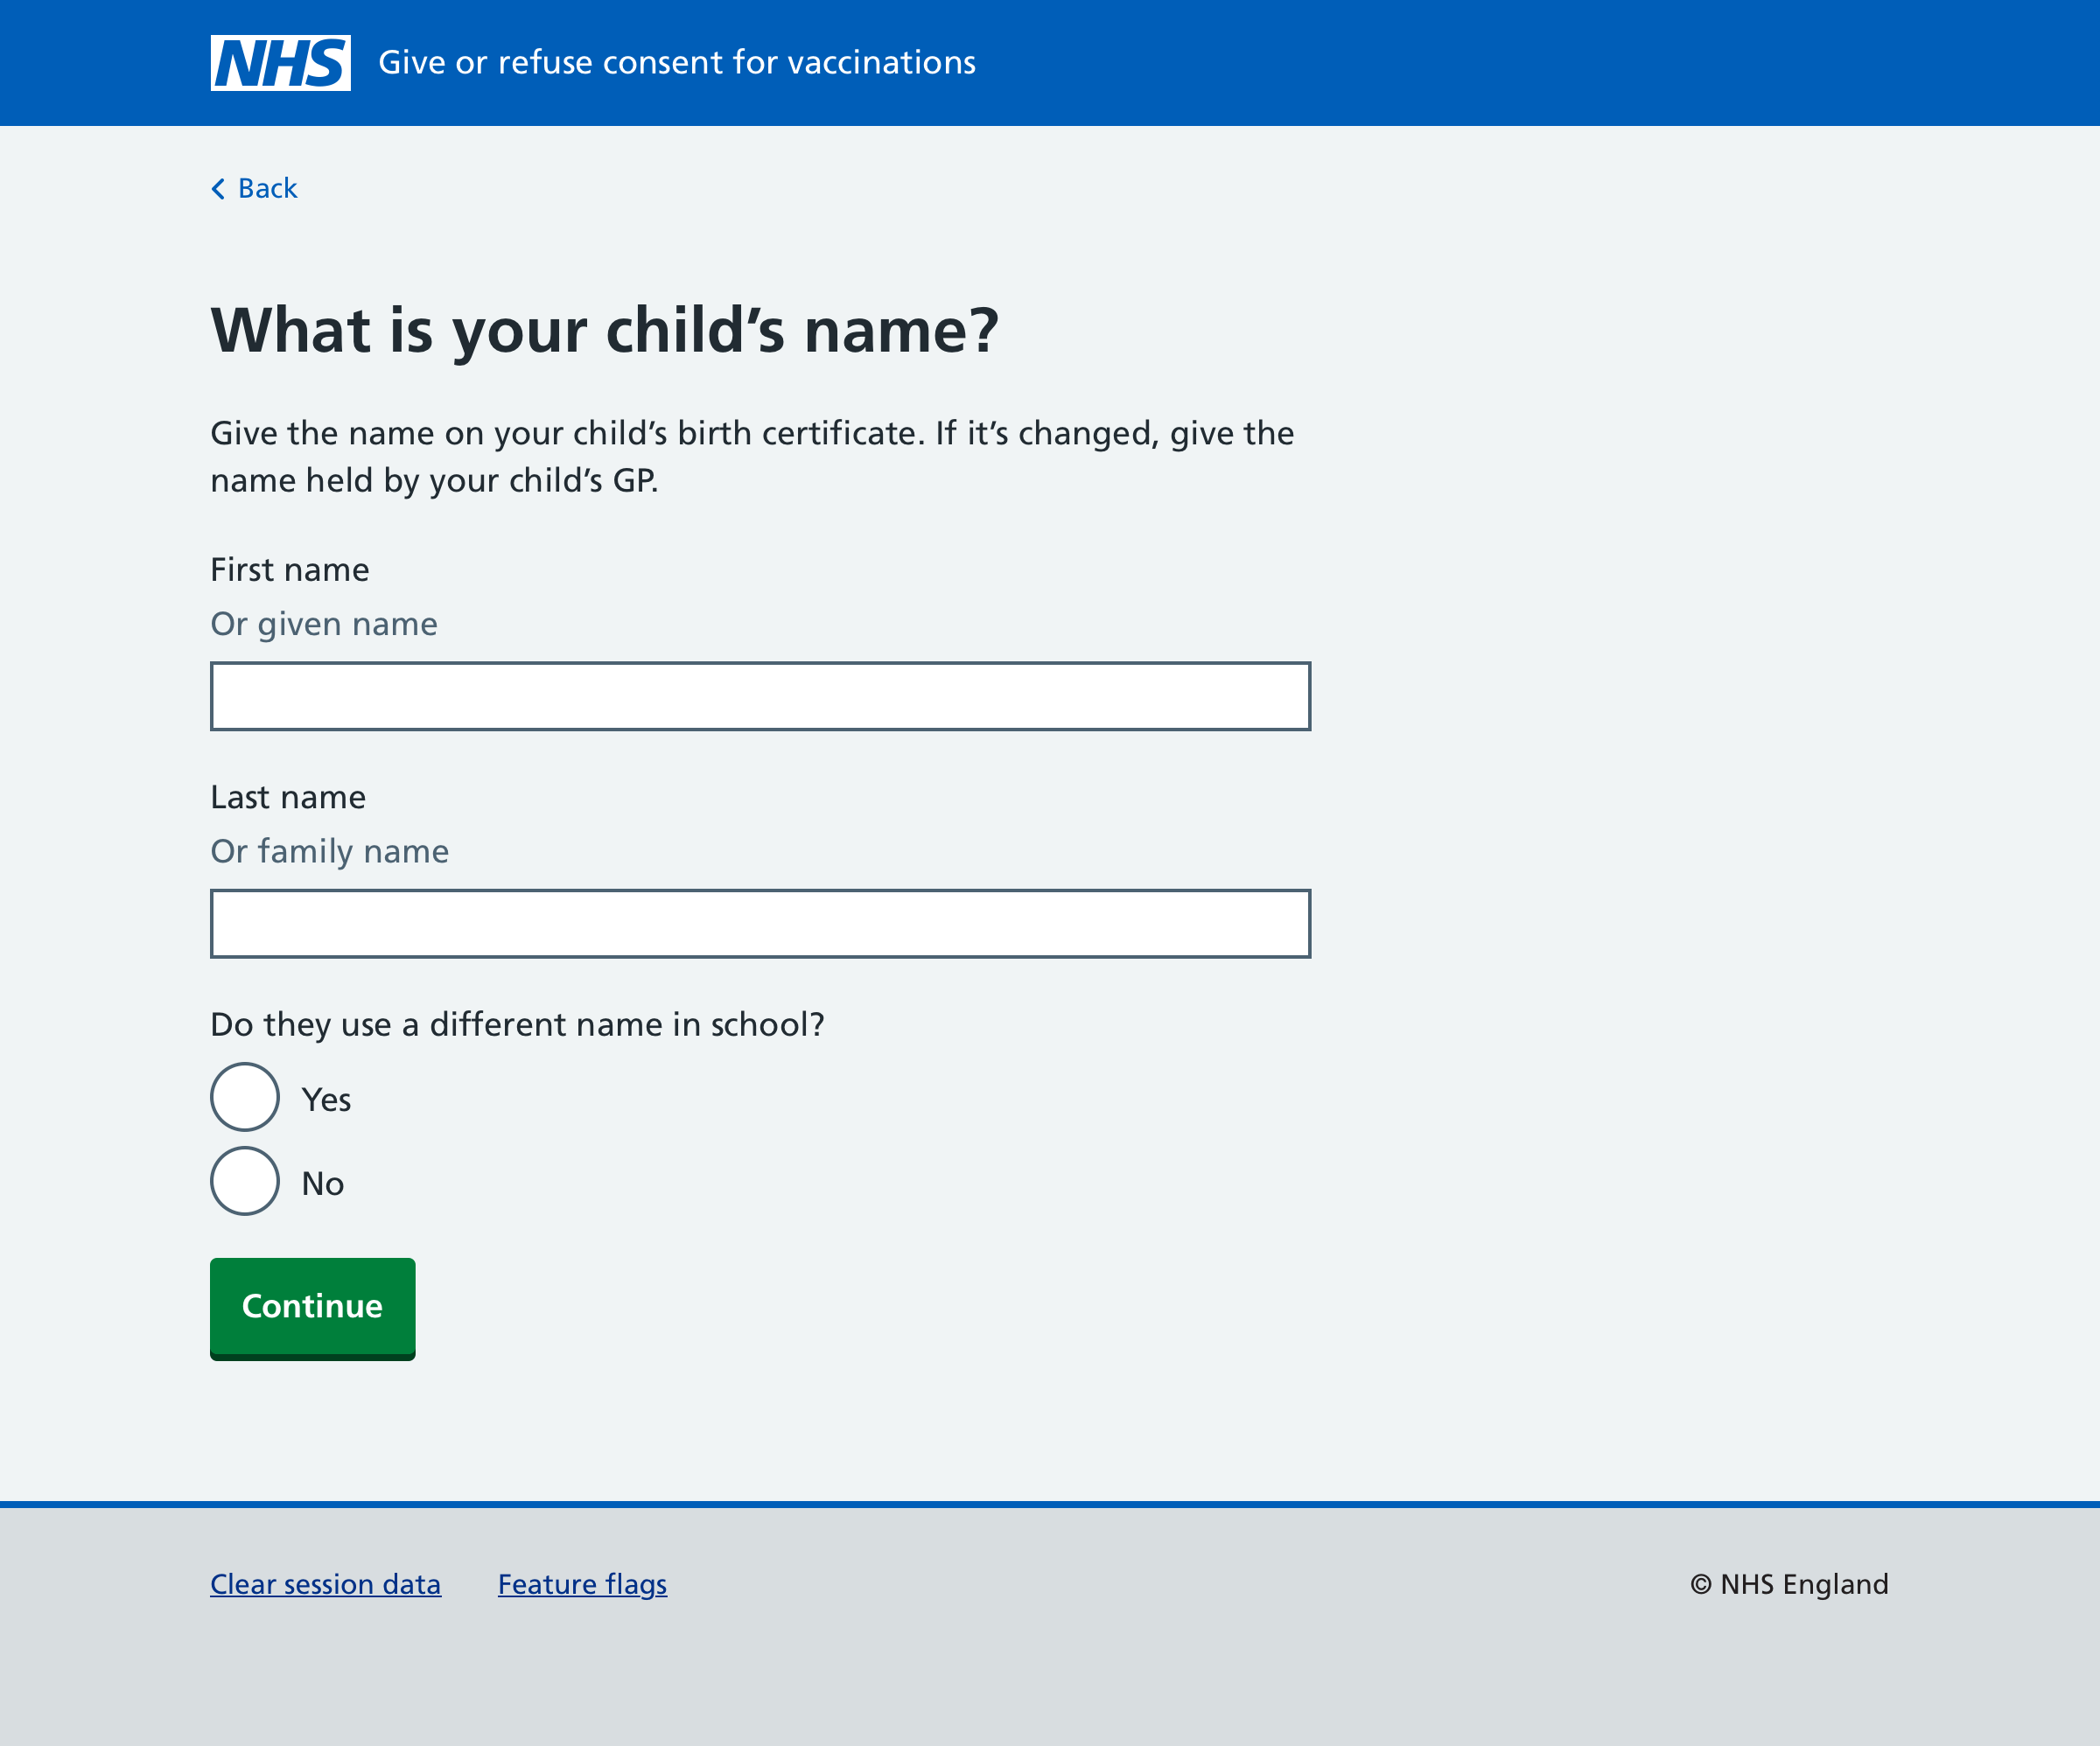 NHS Give or refuse consent for vaccinations
Back
What is your child’s name?
Give the name on your child’s birth certificate. If it’s changed, give the
name held by your child’s GP.
First name
Or given name
Last name
Or family name
Do they use a different name in school?
Yes
No
Continue
Clear session data Feature flags © NHS England